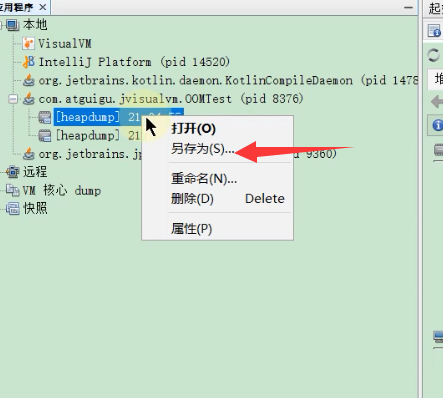 应用程序 ×
起
本地
VisualVM
IntelliJ Platform (pid 14520)
org.jetbrains.kotlin.daemon.KotlinCompileDaemon (pid 1478
堆
com.atguigu.jvisualvm.OOMTest (pid 8376)
[heapdump] 21
打开(O)
[heapdump] 21
另存为(S)...
org.jetbrains.jp 9360)
远程
重命名(N)...
VM 核心 dump
删除(D) Delete
快照
属性(P)